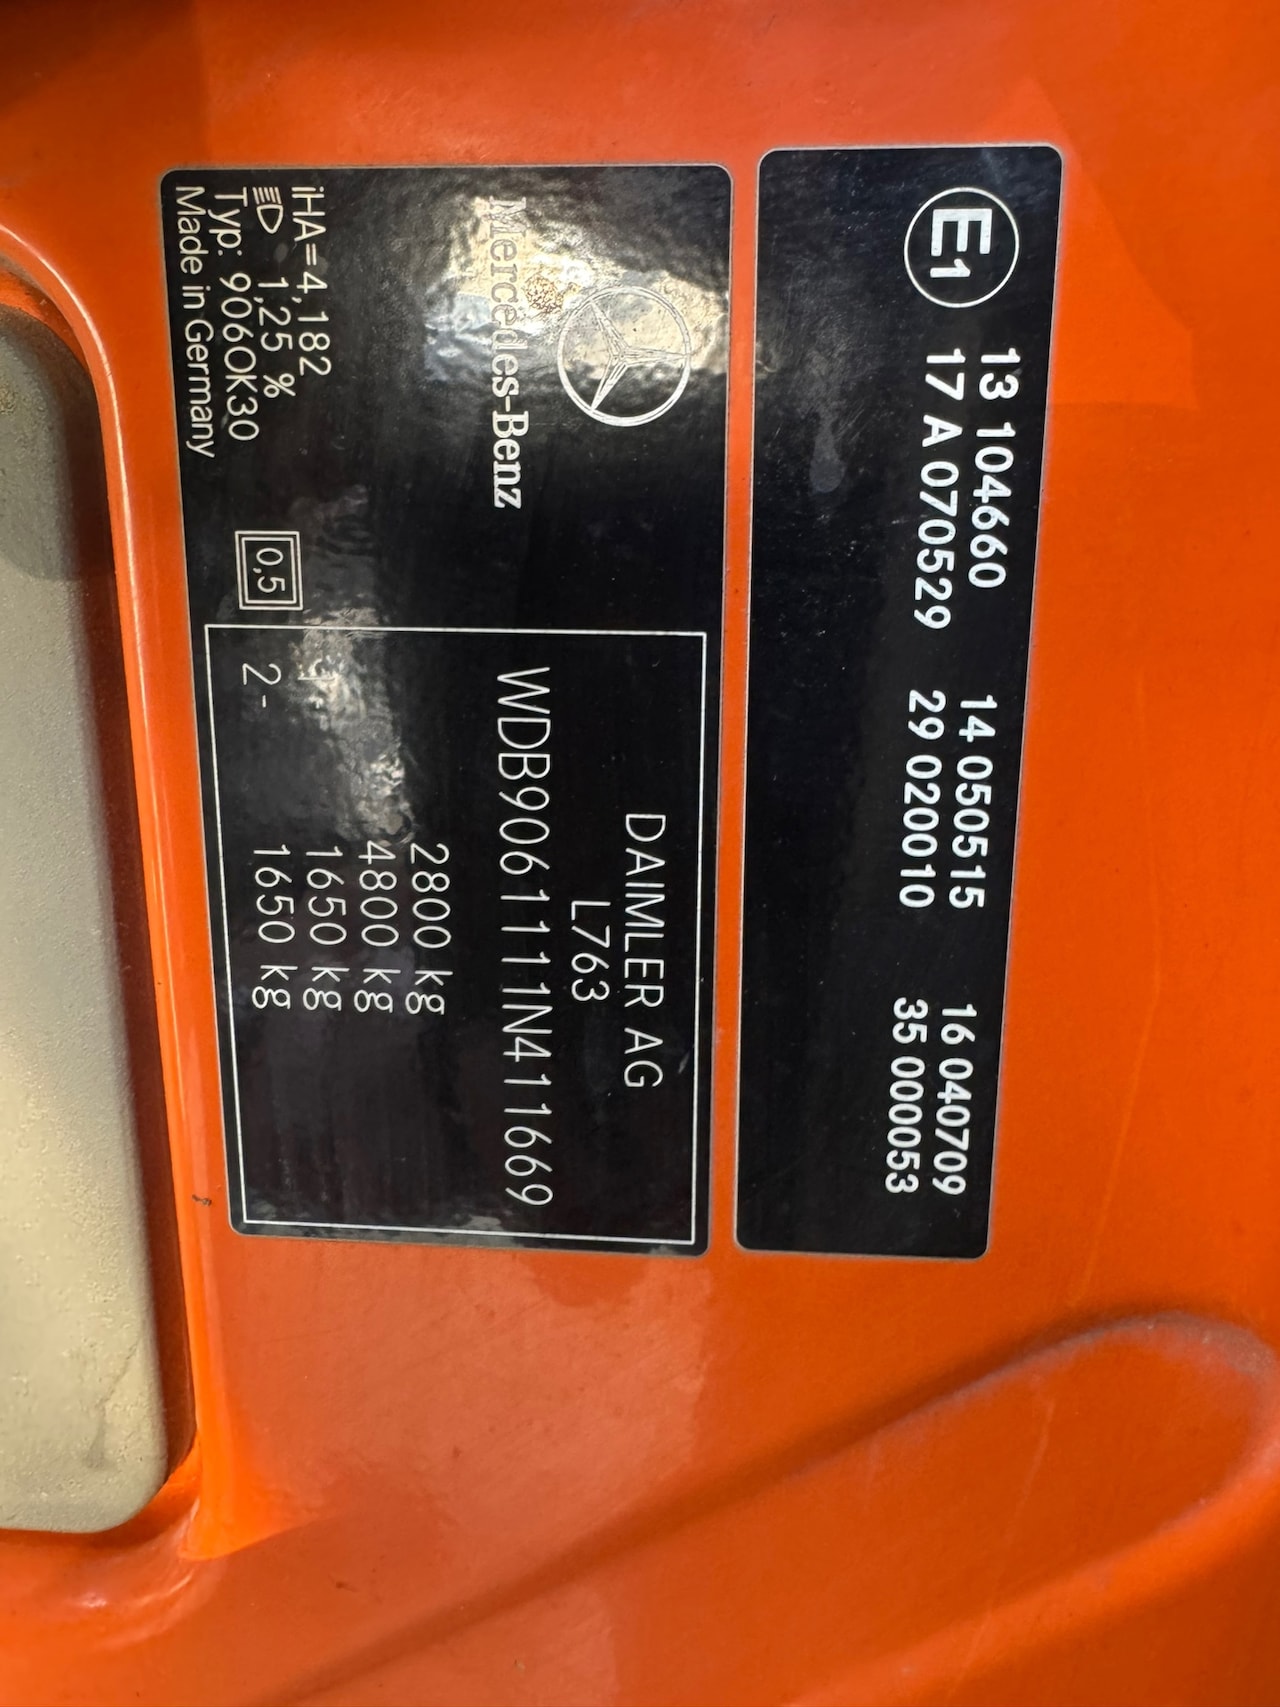 E1
13 104660 14 050515 16 040709
17 A 070529 29 020010 35 000053
Mercedes-Benz
iHA=4,182
1,25 %
Typ: 906OK30
Made in Germany
0,5
DAIMLER AG
L763
WDB9061111N411669
2800 kg
4800 kg
1650 kg
2- 1650 kg